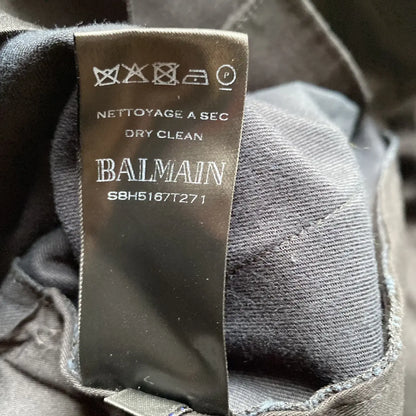 P
NETTOYAGE A SEC
DRY CLEAN
BALMAIN
S8H5167T271